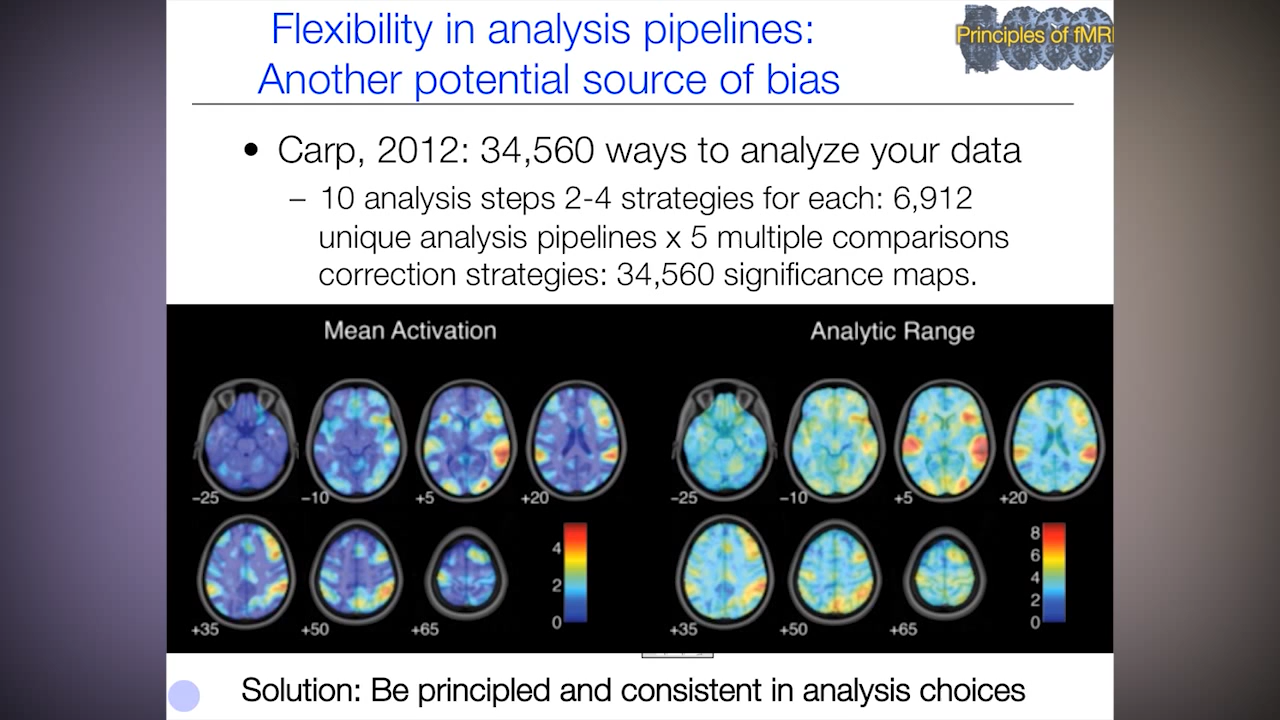 Flexibility in analysis pipelines:
Another potential source of bias
Principles of fMRI
• Carp, 2012: 34,560 ways to analyze your data
– 10 analysis steps 2-4 strategies for each: 6,912
unique analysis pipelines x 5 multiple comparisons
correction strategies: 34,560 significance maps.
Mean Activation
−25 −10 +5 +20
+35 +50 +65
4
2
0
Analytic Range
−25 −10 +5 +20
+35 +50 +65
8
6
4
2
0
Solution: Be principled and consistent in analysis choices